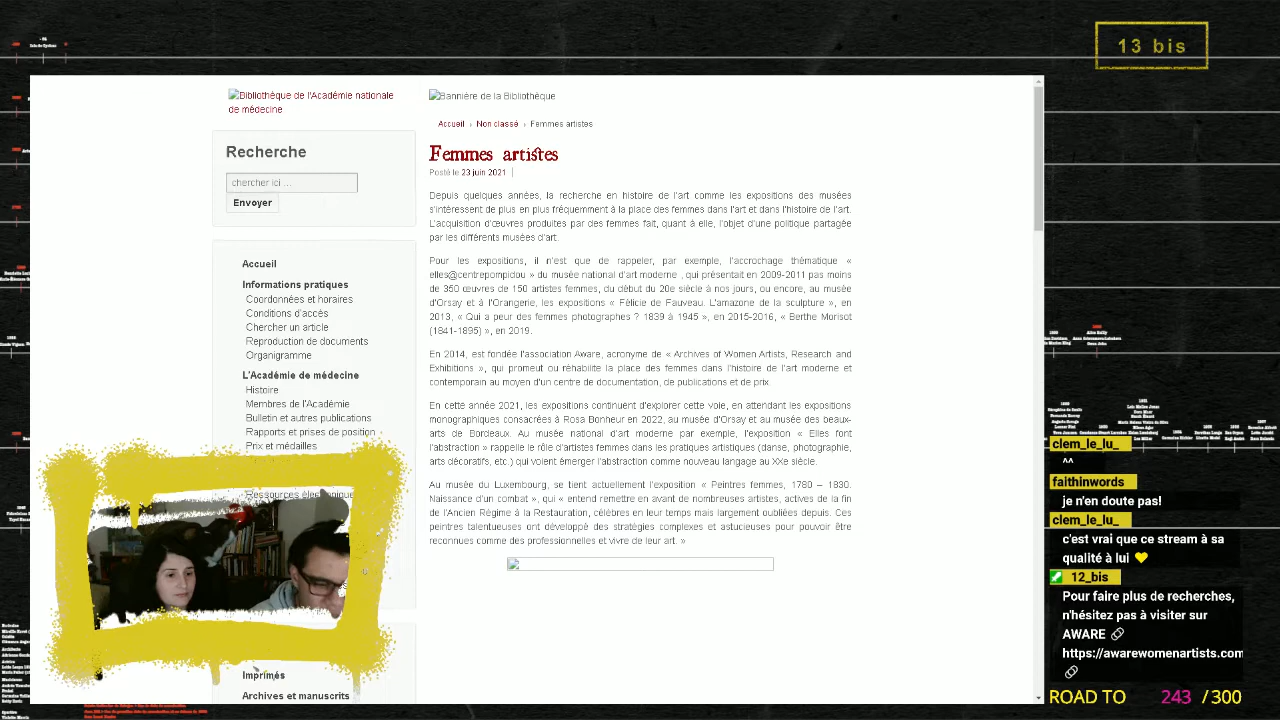 13 bis
Bibliothèque de l'Académie nationale
de médecine
Bannière de la Bibliothèque
Accueil › Non classé › Femmes artistes
Recherche
chercher ici …
Envoyer
Femmes artistes
Posté le 23 juin 2021
Depuis quelques années, la recherche en histoire de l'art comme les expositions des musées
s'intéressent de plus en plus fréquemment à la place des femmes dans l'art et dans l'histoire de l'art.
L'acquisition d'œuvres produites par des femmes fait, quant à elle, l'objet d'une politique partagée
par les différents musées d'art.
Pour les expositions, il n'est que de rappeler, par exemple, l'accrochage thématique «
elles@centrepompidou » du musée national d'art moderne , qui présentait en 2009-2011 pas moins
de 350 œuvres de 150 artistes femmes, du début du 20e siècle à nos jours, ou encore, au musée
d'Orsay et à l'Orangerie, les expositions « Félicie de Fauveau. L'amazone de la sculpture », en
2013, « Qui a peur des femmes photographes ? 1839 à 1945 », en 2015-2016, « Berthe Morisot
(1841-1895) », en 2019.
En 2014, est fondée l'association Aware, acronyme de « Archives of Women Artists, Research and
Exhibitions », qui promeut ou réhabilite la place des femmes dans l'histoire de l'art moderne et
contemporain au moyen d'un centre de documentation, de publications et de prix.
En cette année 2021, les expositions continuent d'explorer cette voie, en attendant les expositions
monographiques consacrées à Rosa Bonheur en 2022, au musée d'Orsay et au musée des beaux-
arts de Bordeaux. Au musée national d'art moderne par exemple, l'exposition « Elles font
l'abstraction » rappelle le rôle d'artistes femmes dans les pratiques artistiques (danse, photographie,
arts décoratifs, etc.) qui voient émerger l'abstraction comme nouveau langage au XXe siècle.
Au musée du Luxembourg, se tient actuellement l'exposition « Peintres femmes, 1780 – 1830.
Naissance d'un combat », qui « entend remettre en avant de nombreuses artistes, actives de la fin
de l'Ancien Régime à la Restauration, célèbres en leur temps mais largement oubliées depuis. Ces
peintres talentueuses ont développé des stratégies complexes et astucieuses pour pouvoir être
reconnues comme des professionnelles et vivre de leur art. »
Accueil
Informations pratiques
Coordonnées et horaires
Conditions d'accès
Chercher un article
Reproduction de documents
Organigramme
L'Académie de médecine
Histoire
Membres de l'Académie
Bulletin et autres publications
Rapports et prises de position
Prix et médailles
Ressources électronique
Imprimés
Archives et manuscrits
clem_le_lu_
^^
faithinwords
je n'en doute pas!
clem_le_lu_
c'est vrai que ce stream à sa
qualité à lui
12_bis
Pour faire plus de recherches,
n'hésitez pas à visiter sur
AWARE
https://awarewomenartists.com
ROAD TO 243 / 300